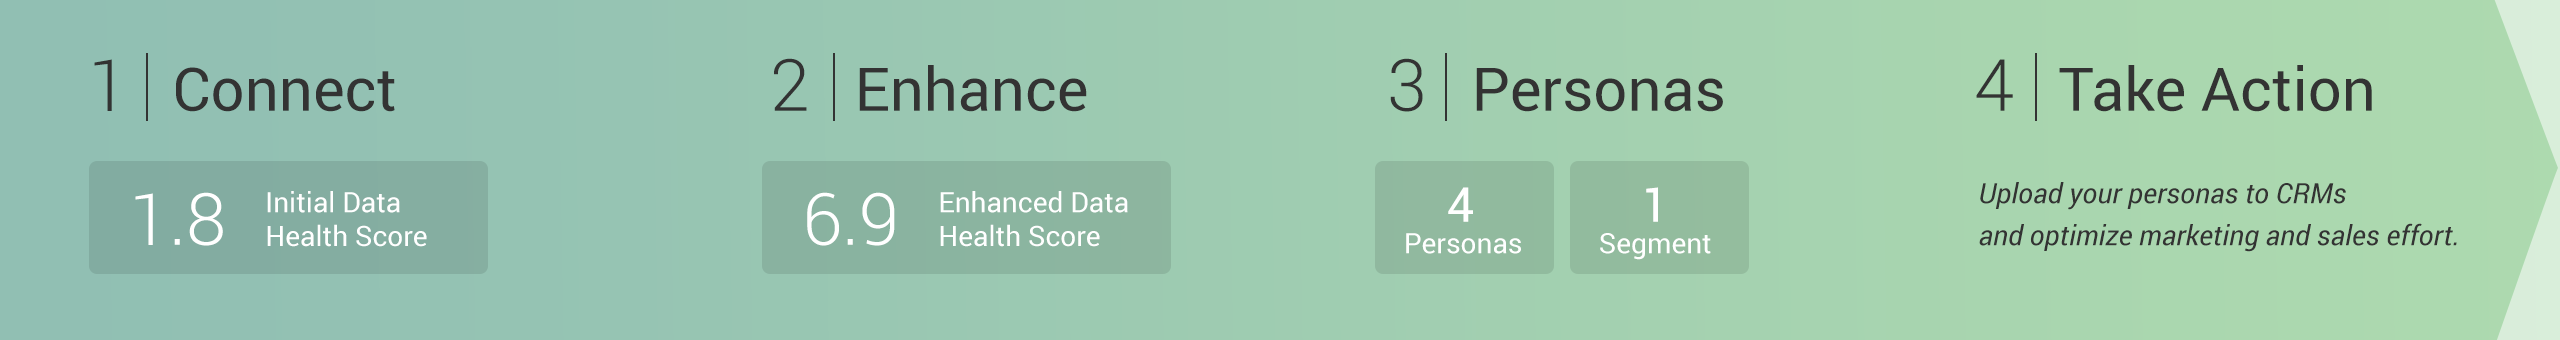 1 | Connect
1.8 Initial Data
Health Score
2 | Enhance
6.9 Enhanced Data
Health Score
3 | Personas
4
Personas
1
Segment
4 | Take Action
Upload your personas to CRMs
and optimize marketing and sales effort.